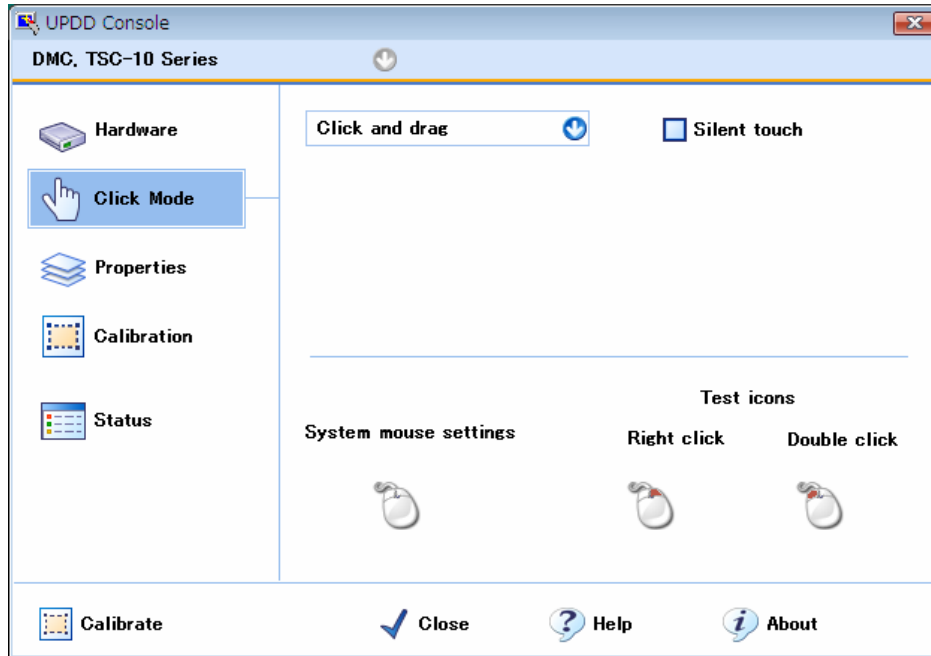 UPDD Console
DMC, TSC-10 Series
Hardware
Click Mode
Properties
Calibration
Status
Click and drag
Silent touch
System mouse settings
Test icons
Right click
Double click
Calibrate
Close
Help
About